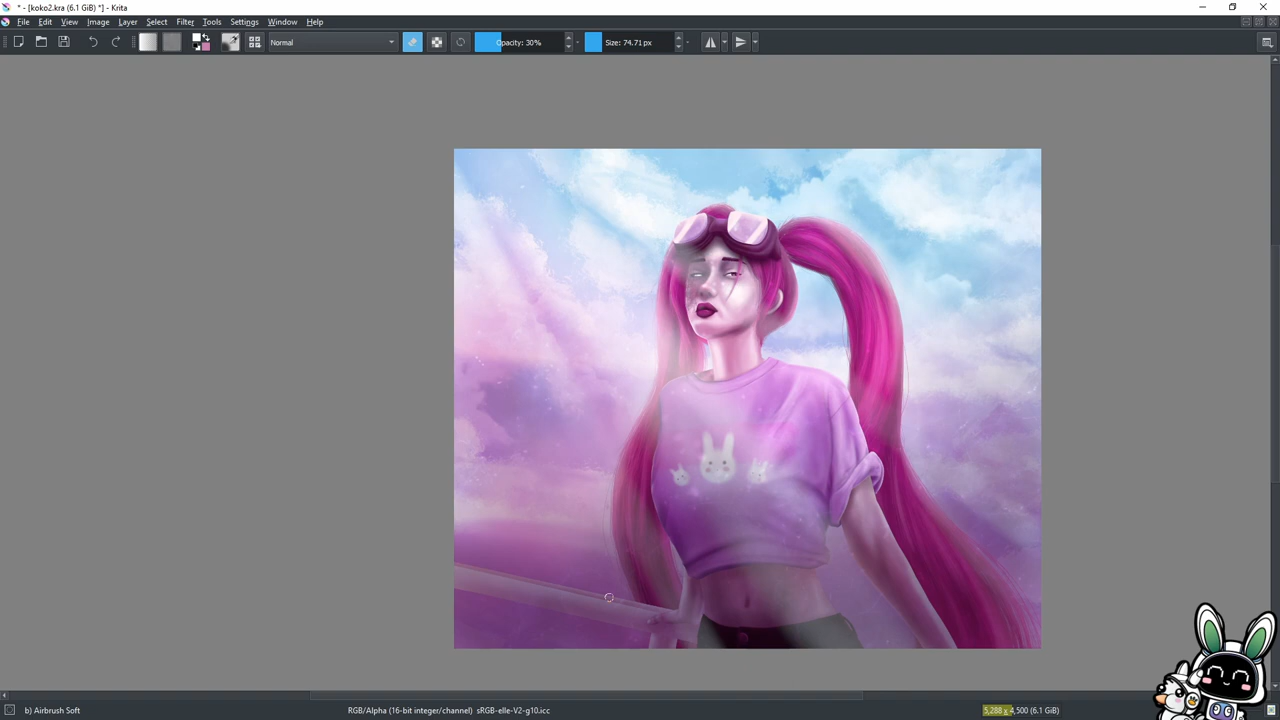 * - [koko2.kra (6.1 GiB) *] - Krita
File Edit View Image Layer Select Filter Tools Settings Window Help
Normal Opacity: 30% Size: 74.71 px
b) Airbrush Soft RGB/Alpha (16-bit integer/channel) sRGB-elle-V2-g10.icc 5,288 x 4,500 (6.1 GiB)